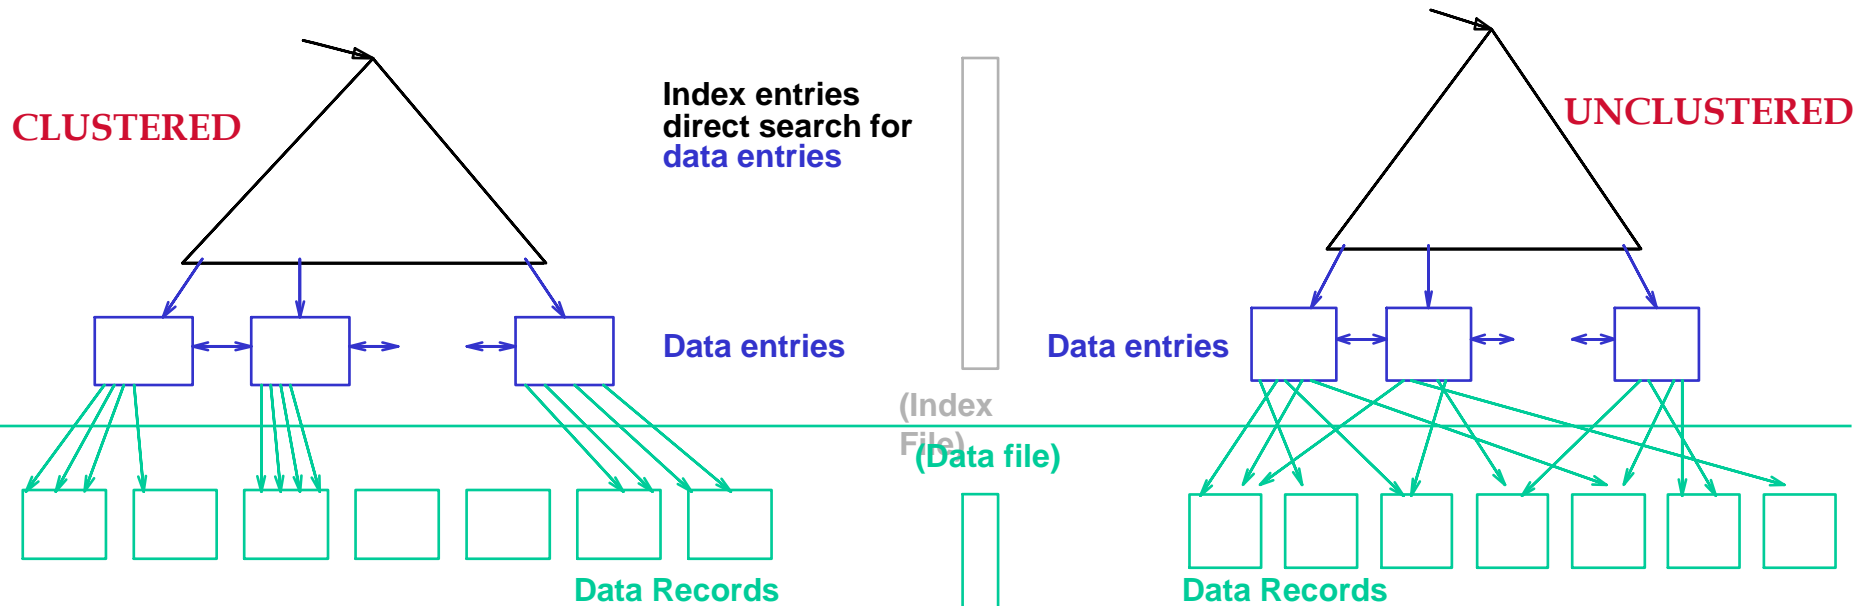 CLUSTERED
Index entries
direct search for
data entries
UNCLUSTERED
Data entries
Data entries
(Index
File)
(Data file)
Data Records
Data Records